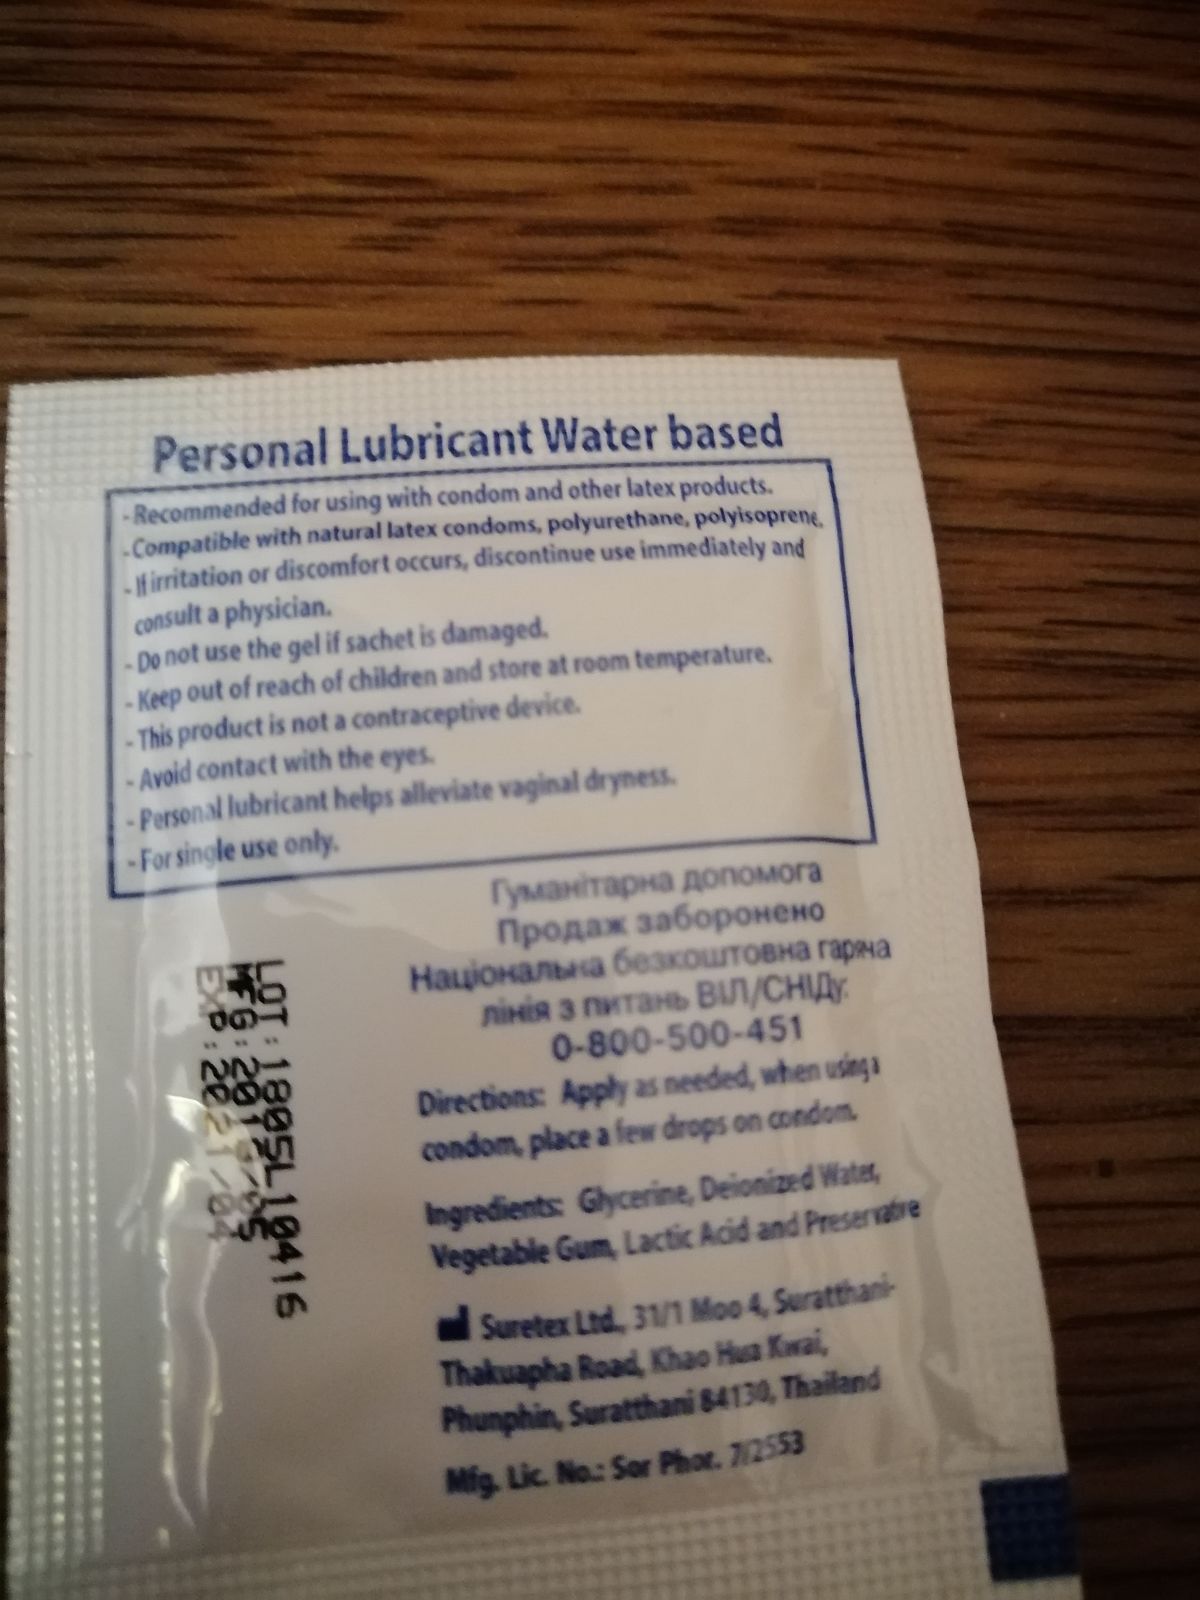 Personal Lubricant Water based
- Recommended for using with condom and other latex products.
- Compatible with natural latex condoms, polyurethane, polyisoprene.
- If irritation or discomfort occurs, discontinue use immediately and
consult a physician.
- Do not use the gel if sachet is damaged.
- Keep out of reach of children and store at room temperature.
- This product is not a contraceptive device.
- Avoid contact with the eyes.
- Personal lubricant helps alleviate vaginal dryness.
- For single use only.
Гуманітарна допомога
Продаж заборонено
Національна безкоштовна гаряча
лінія з питань ВІЛ/СНІДу:
0-800-500-451
Directions: Apply as needed, when using a
condom, place a few drops on condom.
Ingredients: Glycerine, Deionized Water,
Vegetable Gum, Lactic Acid and Preservative
Suretex Ltd., 31/1 Moo 4, Suratthani-
Thakuapha Road, Khao Hua Kwai,
Phunphin, Suratthani 84130, Thailand
Mfg. Lic. No.: Sor Phor. 7/2553
LOT:1805L10416
MFG:
EXP: